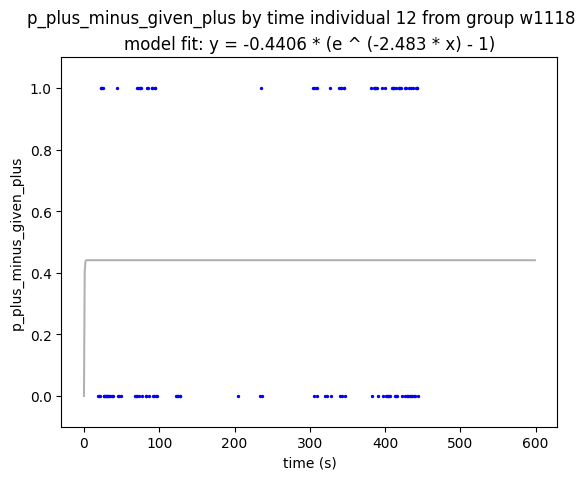 p_plus_minus_given_plus by time individual 12 from group w1118
model fit: y = -0.4406 * (e ^ (-2.483 * x) - 1)
1.0
0.8
0.6
0.4
0.2
0.0
p_plus_minus_given_plus
0 100 200 300 400 500 600
time (s)